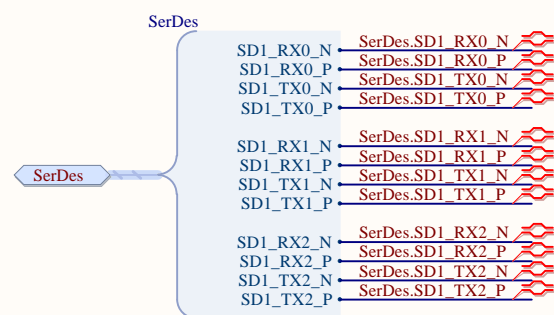 SerDes
SD1_RX0_N SerDes.SD1_RX0_N
SD1_RX0_P SerDes.SD1_RX0_P
SD1_TX0_N SerDes.SD1_TX0_N
SD1_TX0_P SerDes.SD1_TX0_P
SD1_RX1_N SerDes.SD1_RX1_N
SD1_RX1_P SerDes.SD1_RX1_P
SerDes
SD1_TX1_N SerDes.SD1_TX1_N
SD1_TX1_P SerDes.SD1_TX1_P
SD1_RX2_N SerDes.SD1_RX2_N
SD1_RX2_P SerDes.SD1_RX2_P
SD1_TX2_N SerDes.SD1_TX2_N
SD1_TX2_P SerDes.SD1_TX2_P